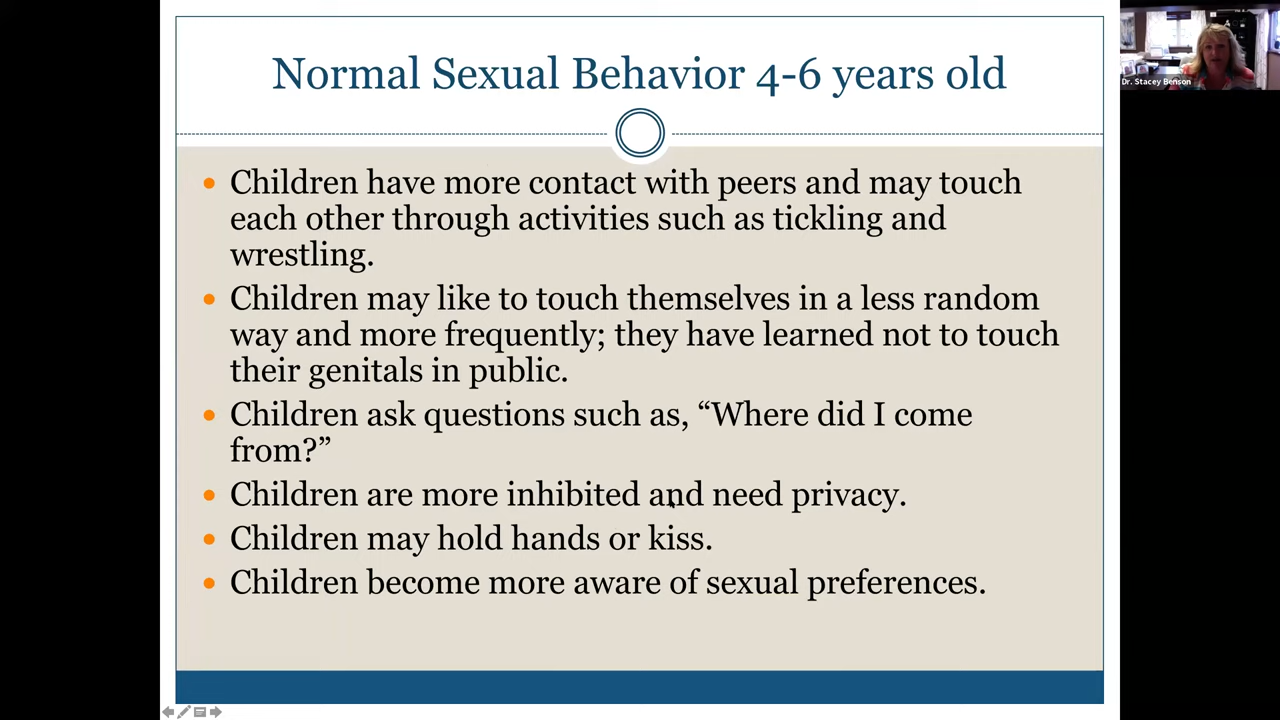 Normal Sexual Behavior 4-6 years old
Dr. Stacey Benson
• Children have more contact with peers and may touch
each other through activities such as tickling and
wrestling.
• Children may like to touch themselves in a less random
way and more frequently; they have learned not to touch
their genitals in public.
• Children ask questions such as, “Where did I come
from?”
• Children are more inhibited and need privacy.
• Children may hold hands or kiss.
• Children become more aware of sexual preferences.